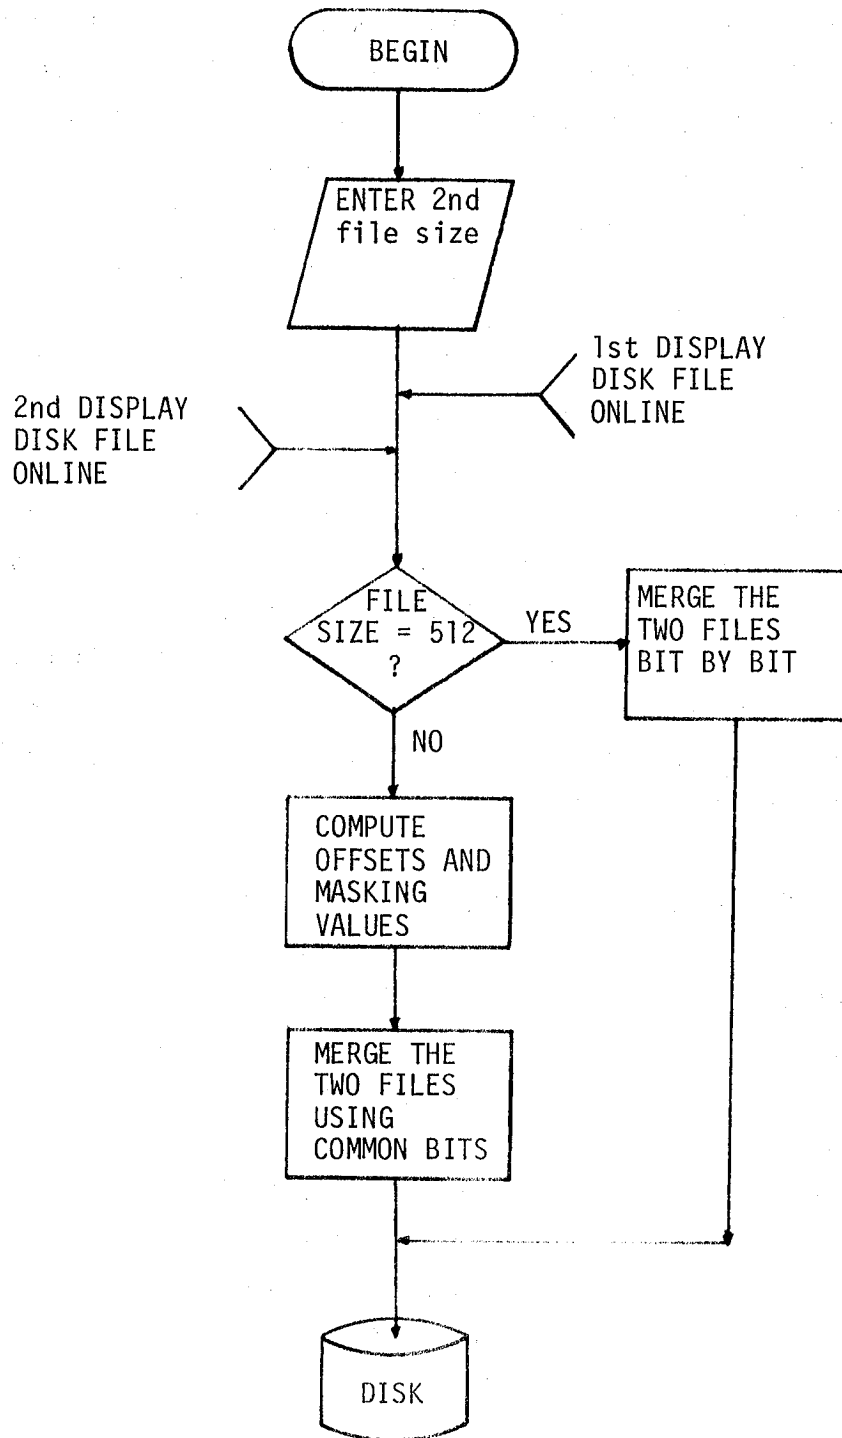 BEGIN
ENTER 2nd
file size
1st DISPLAY
DISK FILE
ONLINE
2nd DISPLAY
DISK FILE
ONLINE
FILE
SIZE = 512
?
YES
MERGE THE
TWO FILES
BIT BY BIT
NO
COMPUTE
OFFSETS AND
MASKING
VALUES
MERGE THE
TWO FILES
USING
COMMON BITS
DISK